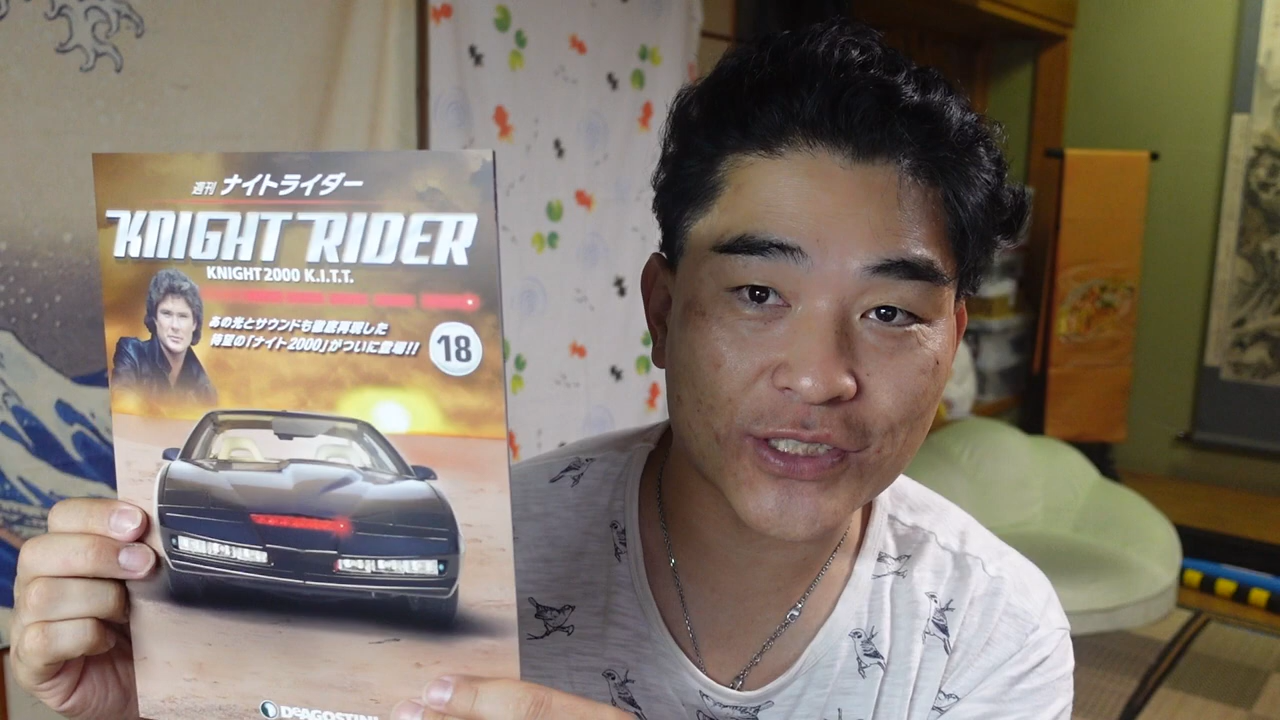 週刊 ナイトライダー
KNIGHT RIDER
KNIGHT 2000 K.I.T.T.
あの光とサウンドも徹底再現した
待望の「ナイト2000」がついに登場!!
18
DeAGOSTINI